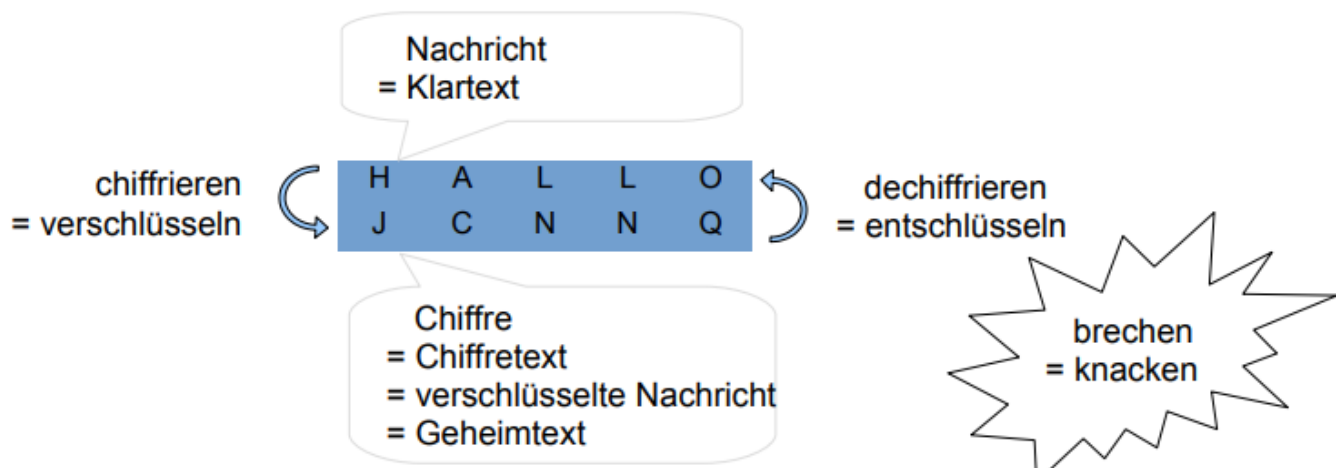 Nachricht
= Klartext
chiffrieren
= verschlüsseln
H A L L O
J C N N Q
dechiffrieren
= entschlüsseln
Chiffre
= Chiffretext
= verschlüsselte Nachricht
= Geheimtext
brechen
= knacken